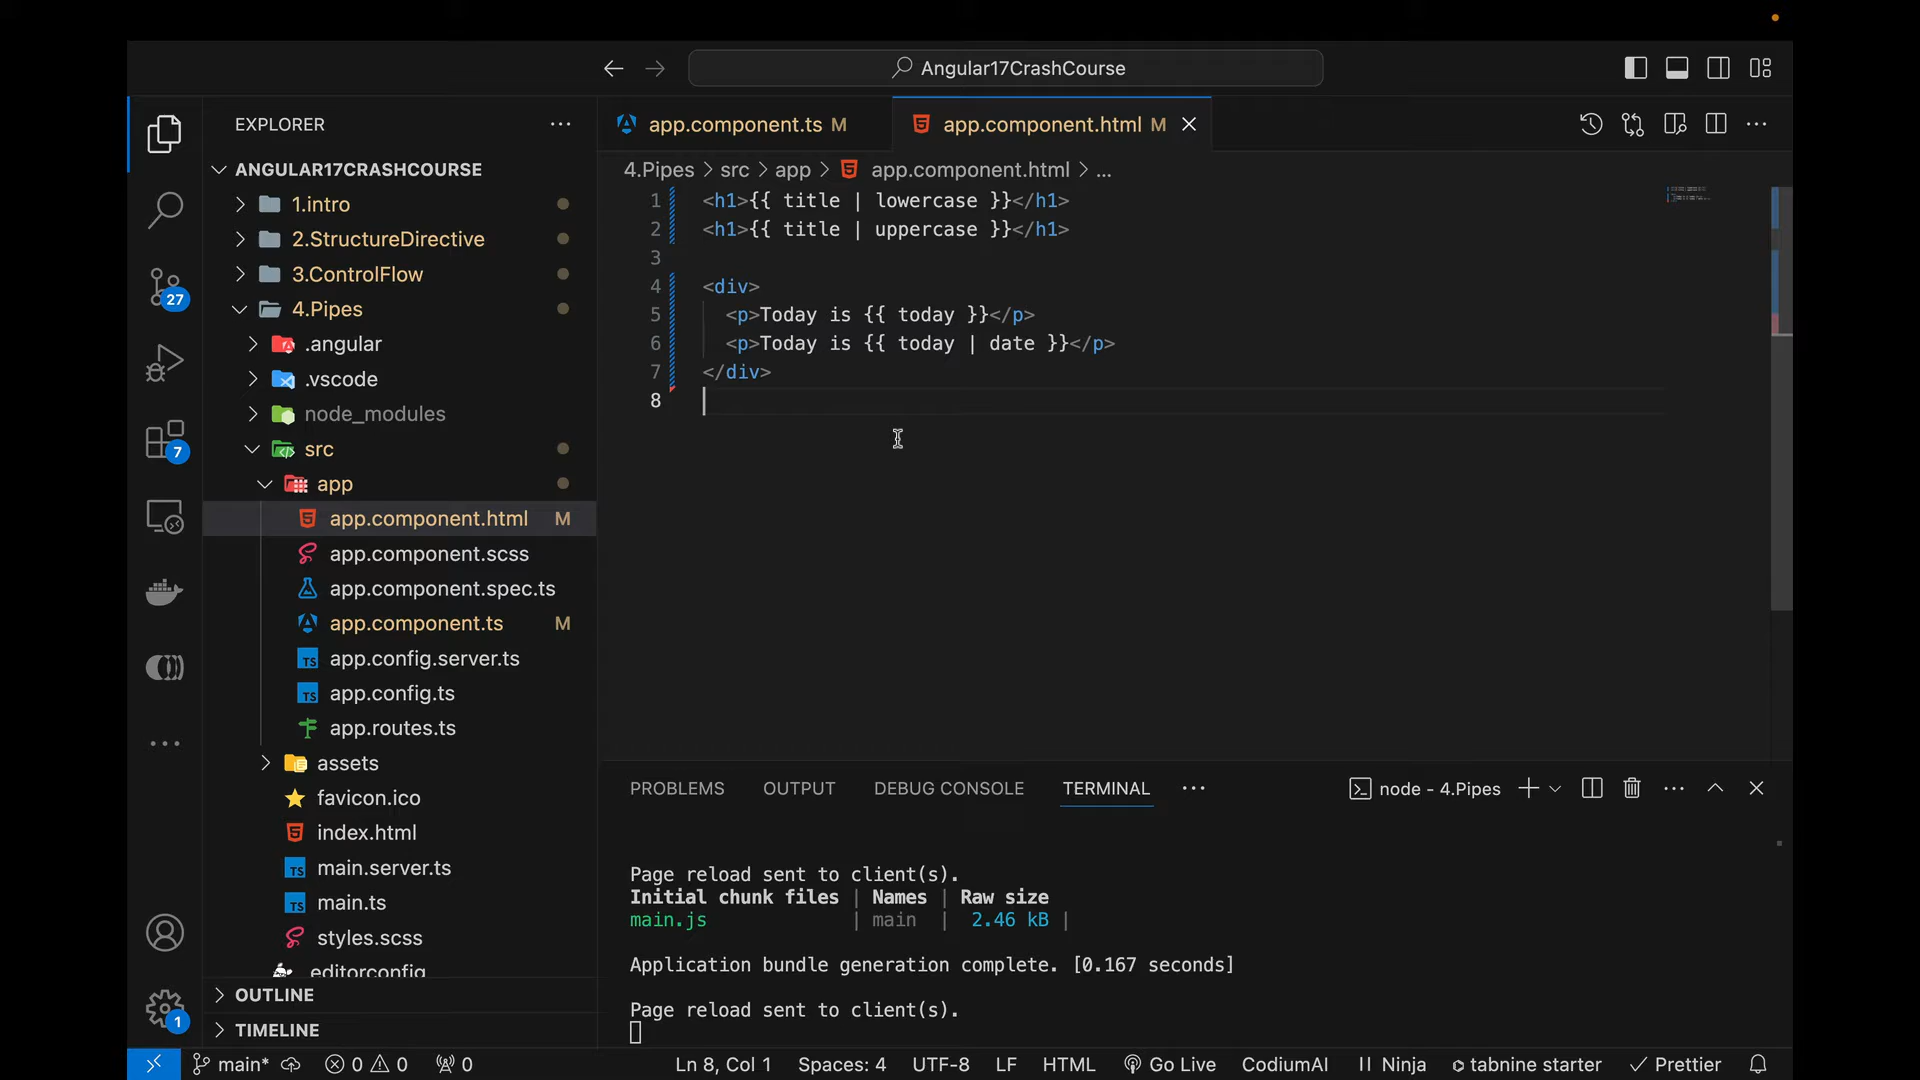 Angular17CrashCourse
EXPLORER
ANGULAR17CRASHCOURSE
1.intro
2.StructureDirective
3.ControlFlow
4.Pipes
.angular
.vscode
node_modules
src
app
app.component.html M
app.component.scss
app.component.spec.ts
app.component.ts M
app.config.server.ts
app.config.ts
app.routes.ts
assets
favicon.ico
index.html
main.server.ts
main.ts
styles.scss
editorconfig
OUTLINE
TIMELINE
27
7
1
app.component.ts M
app.component.html M
4.Pipes > src > app > app.component.html > ...
1 <h1>{{ title | lowercase }}</h1>
2 <h1>{{ title | uppercase }}</h1>
3
4 <div>
5 <p>Today is {{ today }}</p>
6 <p>Today is {{ today | date }}</p>
7 </div>
8
PROBLEMS OUTPUT DEBUG CONSOLE TERMINAL
node - 4.Pipes
Page reload sent to client(s).
Initial chunk files | Names | Raw size
main.js | main | 2.46 kB |
Application bundle generation complete. [0.167 seconds]
Page reload sent to client(s).
main* 0 0 0 Ln 8, Col 1 Spaces: 4 UTF-8 LF HTML Go Live CodiumAI Ninja tabnine starter Prettier